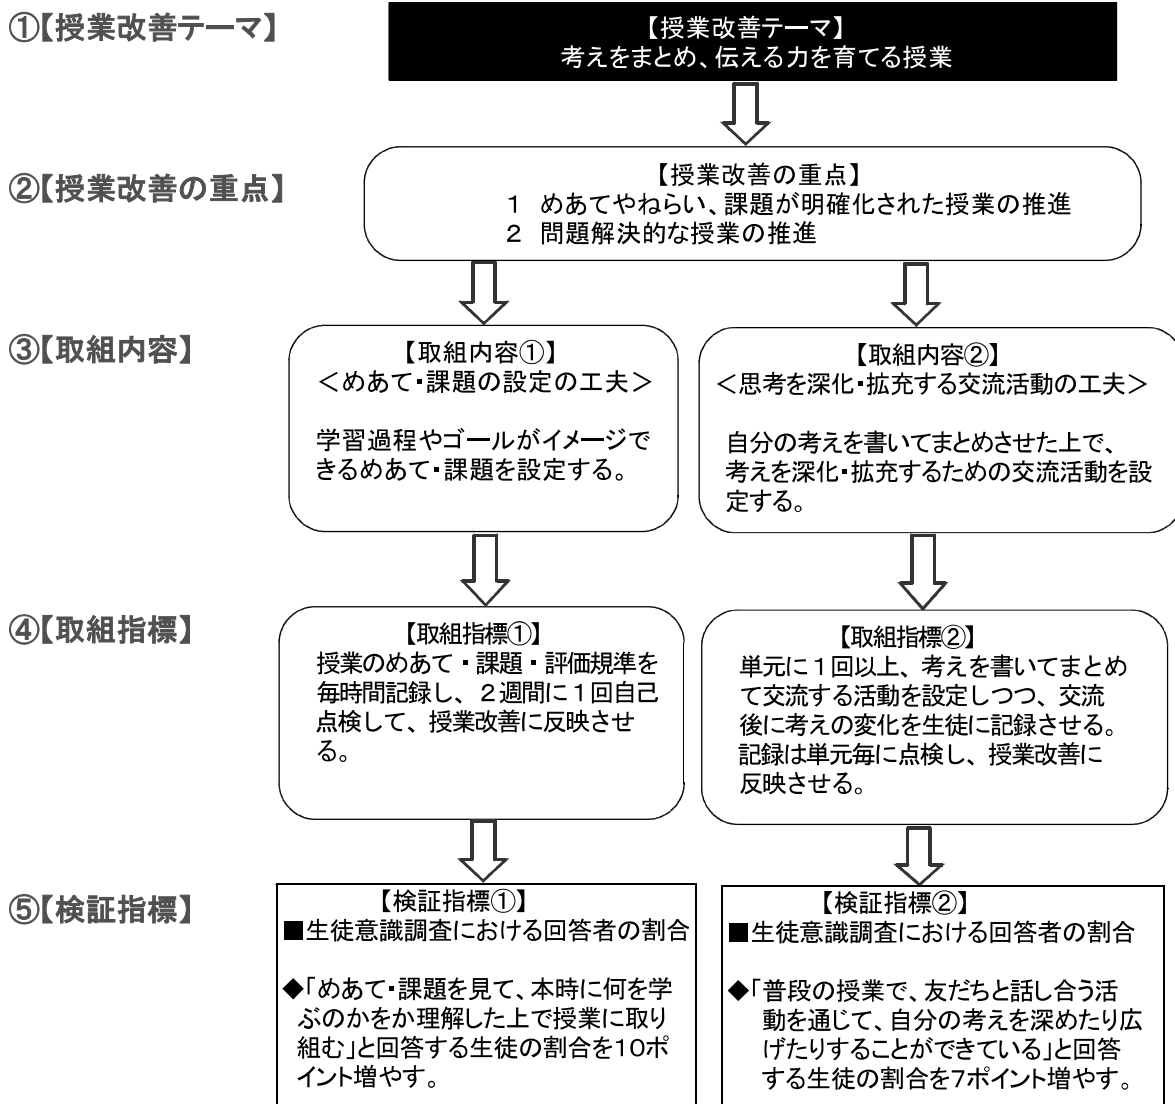 ①【授業改善テーマ】
【授業改善テーマ】
考えをまとめ、伝える力を育てる授業
②【授業改善の重点】
【授業改善の重点】
1 めあてやねらい、課題が明確化された授業の推進
2 問題解決的な授業の推進
③【取組内容】
【取組内容①】
＜めあて・課題の設定の工夫＞
学習過程やゴールがイメージで
きるめあて・課題を設定する。
【取組内容②】
＜思考を深化・拡充する交流活動の工夫＞
自分の考えを書いてまとめさせた上で、
考えを深化・拡充するための交流活動を設
定する。
④【取組指標】
【取組指標①】
授業のめあて・課題・評価規準を
毎時間記録し、２週間に１回自己
点検して、授業改善に反映させ
る。
【取組指標②】
単元に１回以上、考えを書いてまとめ
て交流する活動を設定しつつ、交流
後に考えの変化を生徒に記録させる。
記録は単元毎に点検し、授業改善に
反映させる。
⑤【検証指標】
【検証指標①】
■生徒意識調査における回答者の割合
◆「めあて・課題を見て、本時に何を学
ぶのかをか理解した上で授業に取り
組む」と回答する生徒の割合を10ポ
イント増やす。
【検証指標②】
■生徒意識調査における回答者の割合
◆「普段の授業で、友だちと話し合う活
動を通じて、自分の考えを深めたり広
げたりすることができている」と回答
する生徒の割合を7ポイント増やす。